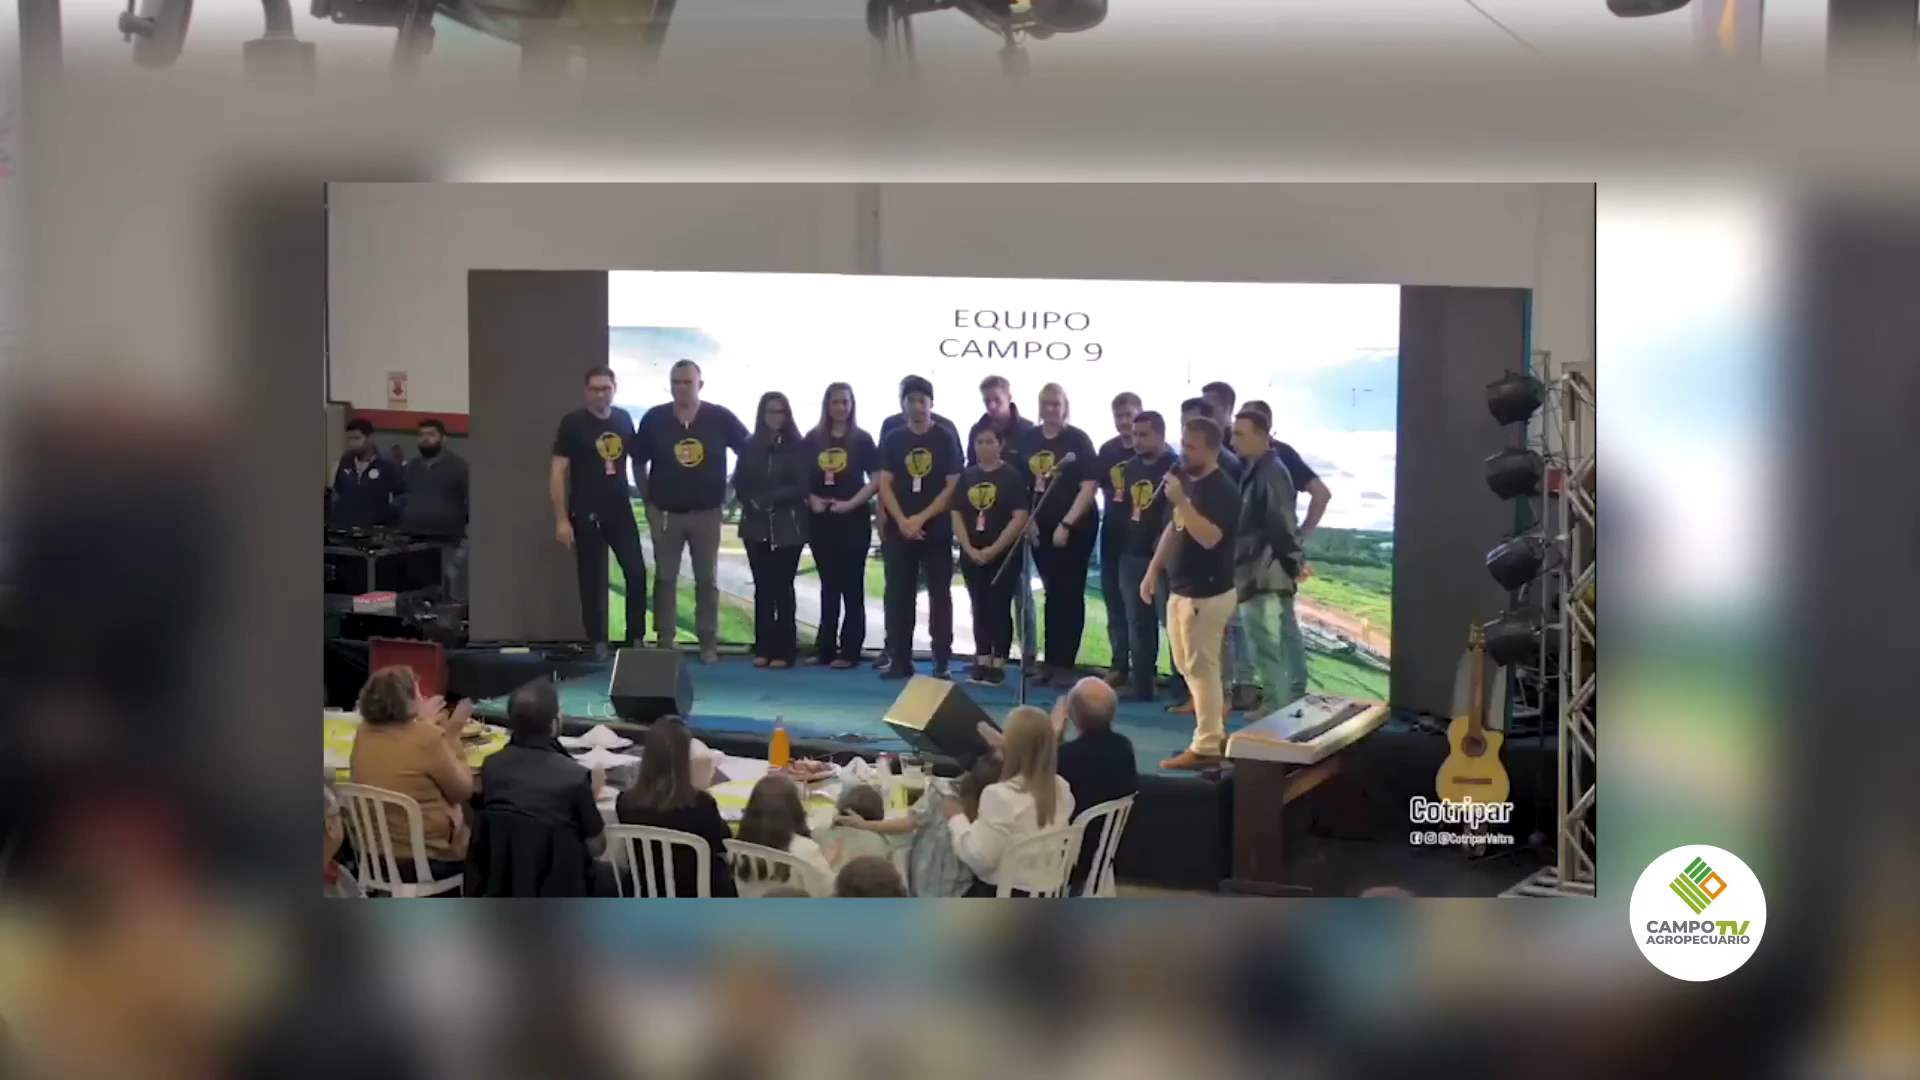 EQUIPO
CAMPO 9
Cotripar
@CotriparValtra
CAMPO TV
AGROPECUARIO